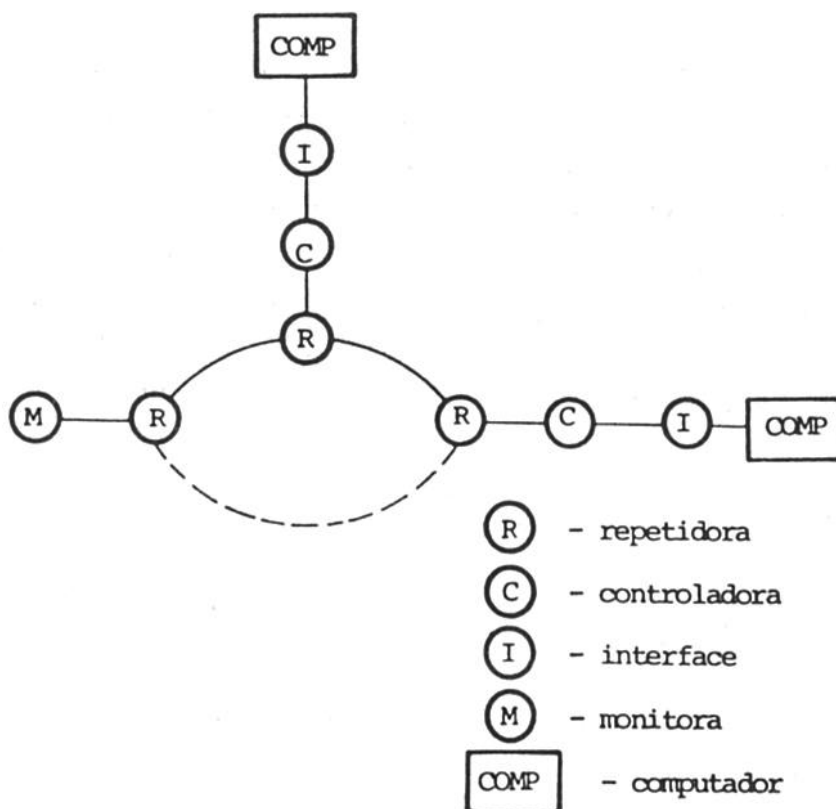 COMP
I
C
R
M R R C I COMP
R - repetidora
C - controladora
I - interface
M - monitora
COMP - computador